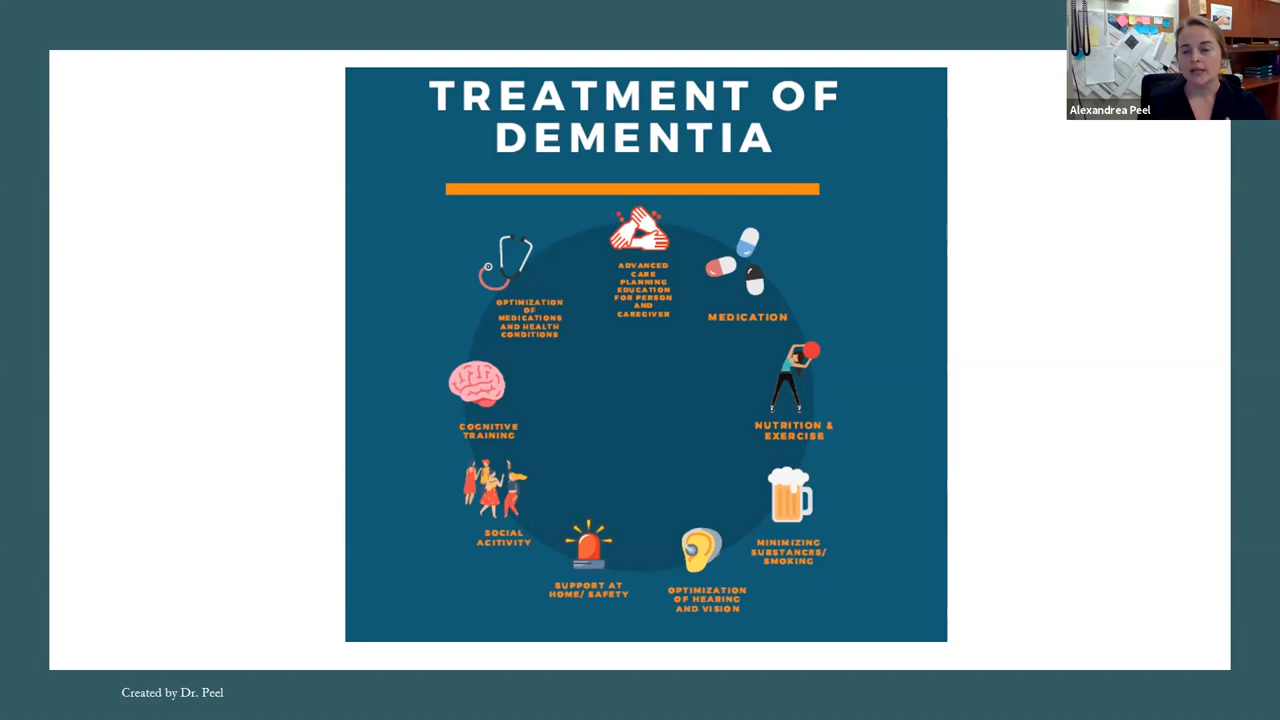 Alexandrea Peel
TREATMENT OF
DEMENTIA
ADVANCED
CARE
PLANNING
EDUCATION
FOR PERSON
AND
CAREGIVER
MEDICATION
NUTRITION &
EXERCISE
MINIMIZING
SUBSTANCES/
SMOKING
OPTIMIZATION
OF HEARING
AND VISION
SUPPORT AT
HOME/ SAFETY
SOCIAL
ACITIVITY
COGNITIVE
TRAINING
OPTIMIZATION
OF
MEDICATIONS
AND HEALTH
CONDITIONS
Created by Dr. Peel